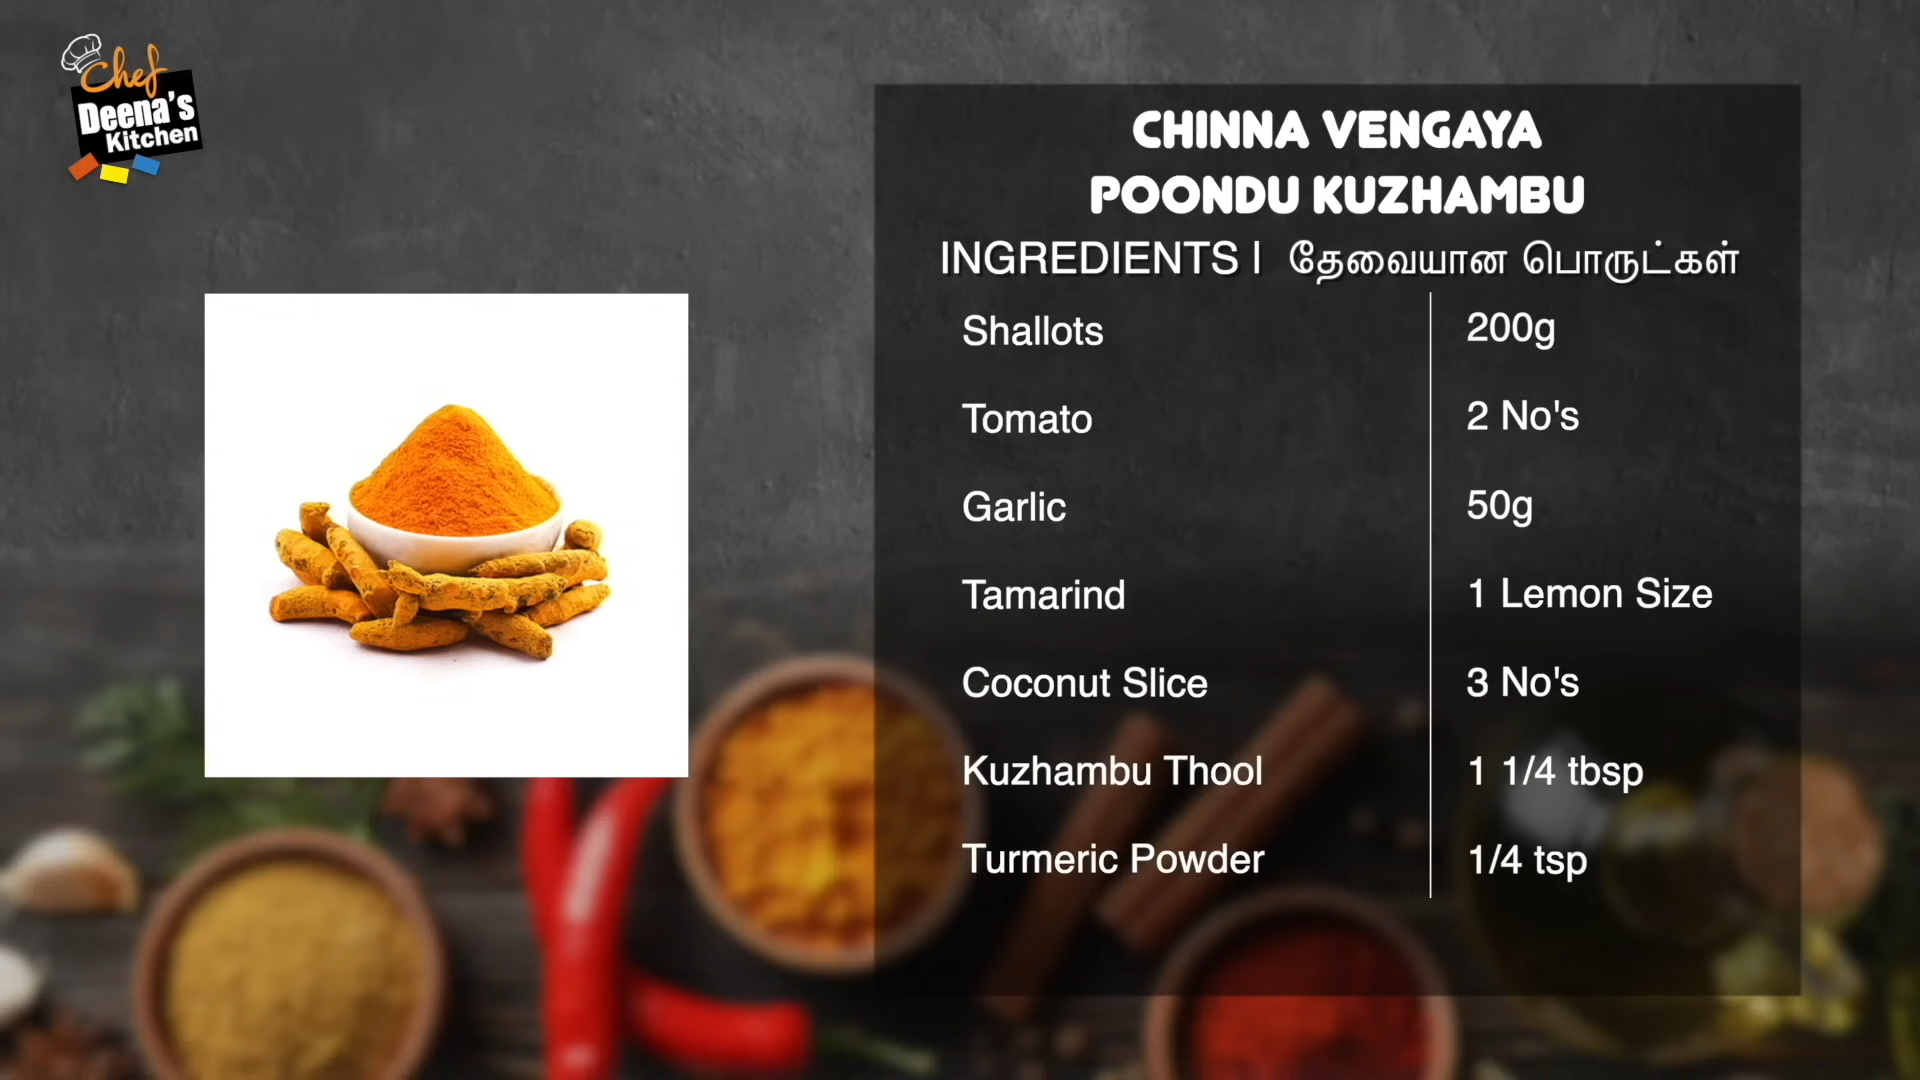 Chef
Deena's
Kitchen
CHINNA VENGAYA
POONDU KUZHAMBU
INGREDIENTS | தேவையான பொருட்கள்
Shallots 200g
Tomato 2 No's
Garlic 50g
Tamarind 1 Lemon Size
Coconut Slice 3 No's
Kuzhambu Thool 1 1/4 tbsp
Turmeric Powder 1/4 tsp